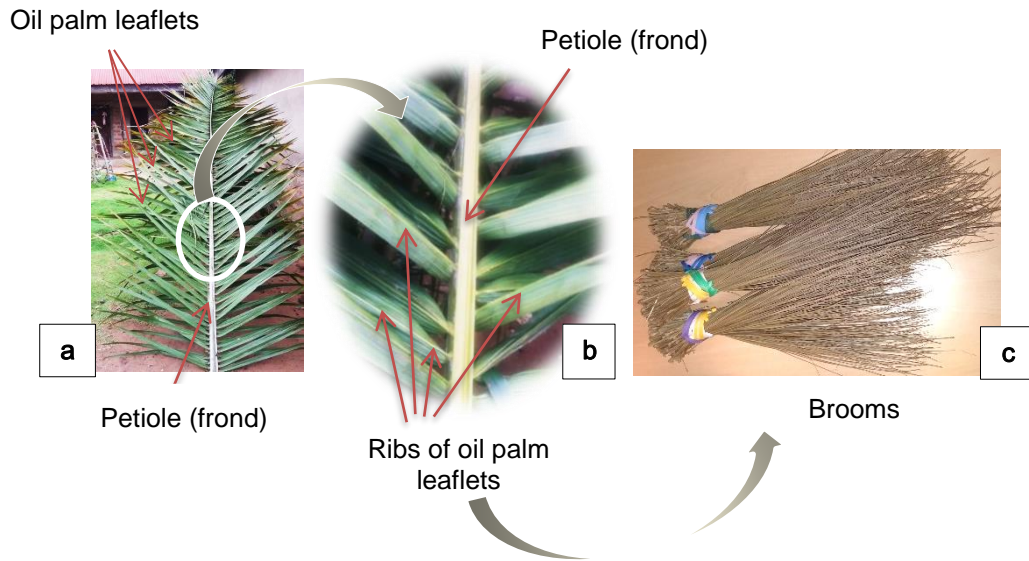 Oil palm leaflets
Petiole (frond)
a
b
c
Petiole (frond)
Ribs of oil palm
leaflets
Brooms